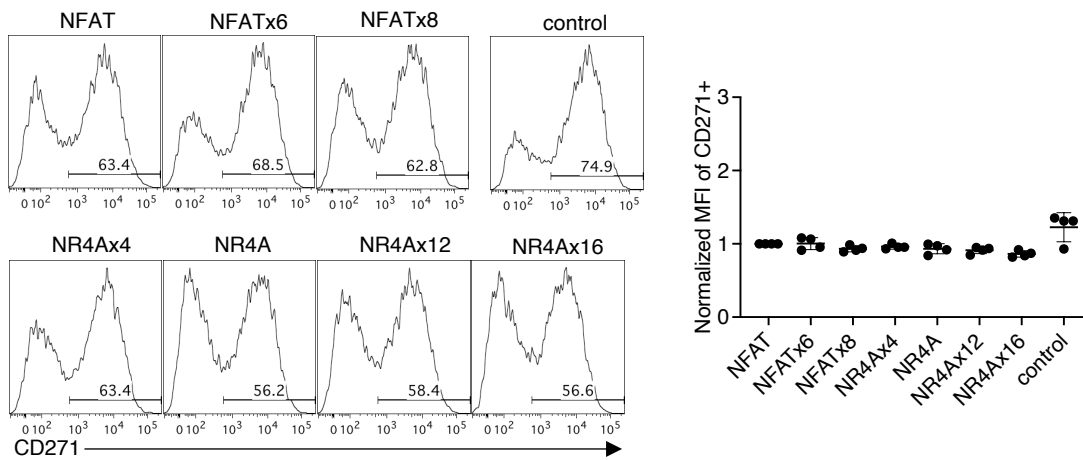 NFAT NFATx6 NFATx8 control
63.4 68.5 62.8 74.9
0 10² 10³ 10⁴ 10⁵ 0 10² 10³ 10⁴ 10⁵ 0 10² 10³ 10⁴ 10⁵ 0 10² 10³ 10⁴ 10⁵
NR4Ax4 NR4A NR4Ax12 NR4Ax16
63.4 56.2 58.4 56.6
0 10² 10³ 10⁴ 10⁵ 0 10² 10³ 10⁴ 10⁵ 0 10² 10³ 10⁴ 10⁵ 0 10² 10³ 10⁴ 10⁵
CD271
Normalized MFI of CD271+
3
2
1
0
NFAT
NFATx6
NFATx8
NR4Ax4
NR4A
NR4Ax12
NR4Ax16
control